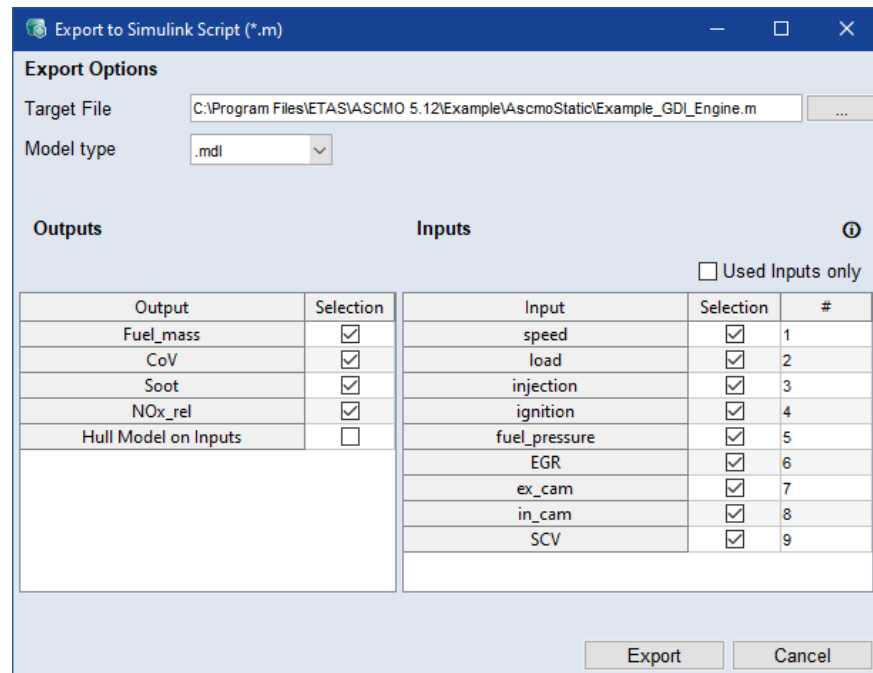 Export to Simulink Script (*.m)
Export Options
Target File C:\Program Files\ETAS\ASCMO 5.12\Example\AscmoStatic\Example_GDI_Engine.m ...
Model type .mdl
Outputs Inputs
Used Inputs only
Output Selection Input Selection #
Fuel_mass speed 1
CoV load 2
Soot injection 3
NOx_rel ignition 4
Hull Model on Inputs fuel_pressure 5
EGR 6
ex_cam 7
in_cam 8
SCV 9
Export Cancel